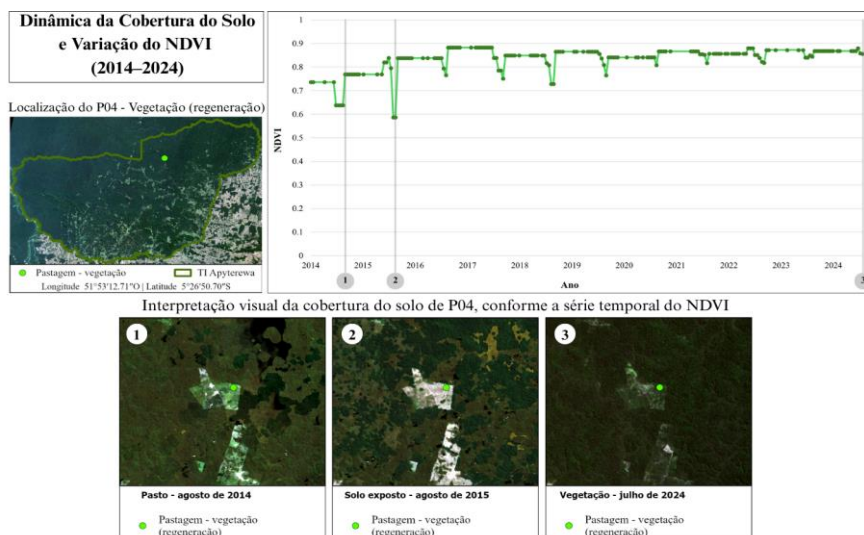 Dinâmica da Cobertura do Solo
e Variação do NDVI
(2014–2024)
Localização do P04 - Vegetação (regeneração)
Pastagem - vegetação
TI Apyterewa
Longitude 51°53'12.71"O | Latitude 5°26'50.70"S
1
0.9
0.8
0.7
0.6
0.5
0.4
0.3
0.2
0.1
0
NDVI
2014 2015 2016 2017 2018 2019 2020 2021 2022 2023 2024
1 2 3
Ano
Interpretação visual da cobertura do solo de P04, conforme a série temporal do NDVI
1
Pasto - agosto de 2014
Pastagem - vegetação
(regeneração)
2
Solo exposto - agosto de 2015
Pastagem - vegetação
(regeneração)
3
Vegetação - julho de 2024
Pastagem - vegetação
(regeneração)